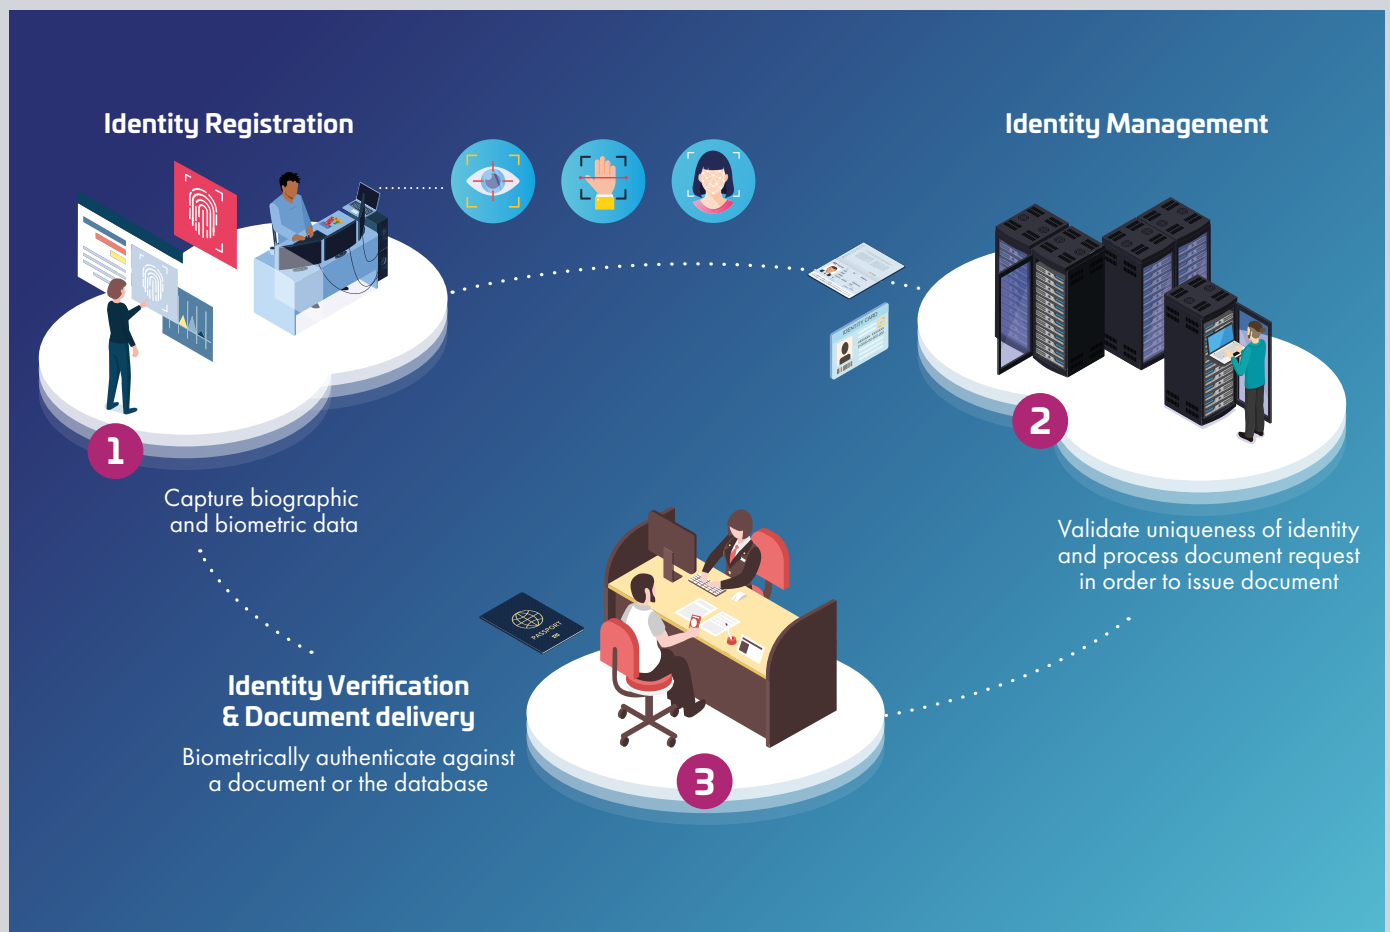 Identity Registration
Identity Management
IDENTITY CARD
1
2
Capture biographic
and biometric data
Validate uniqueness of identity
and process document request
in order to issue document
PASSPORT
Identity Verification
& Document delivery
Biometrically authenticate against
a document or the database
3